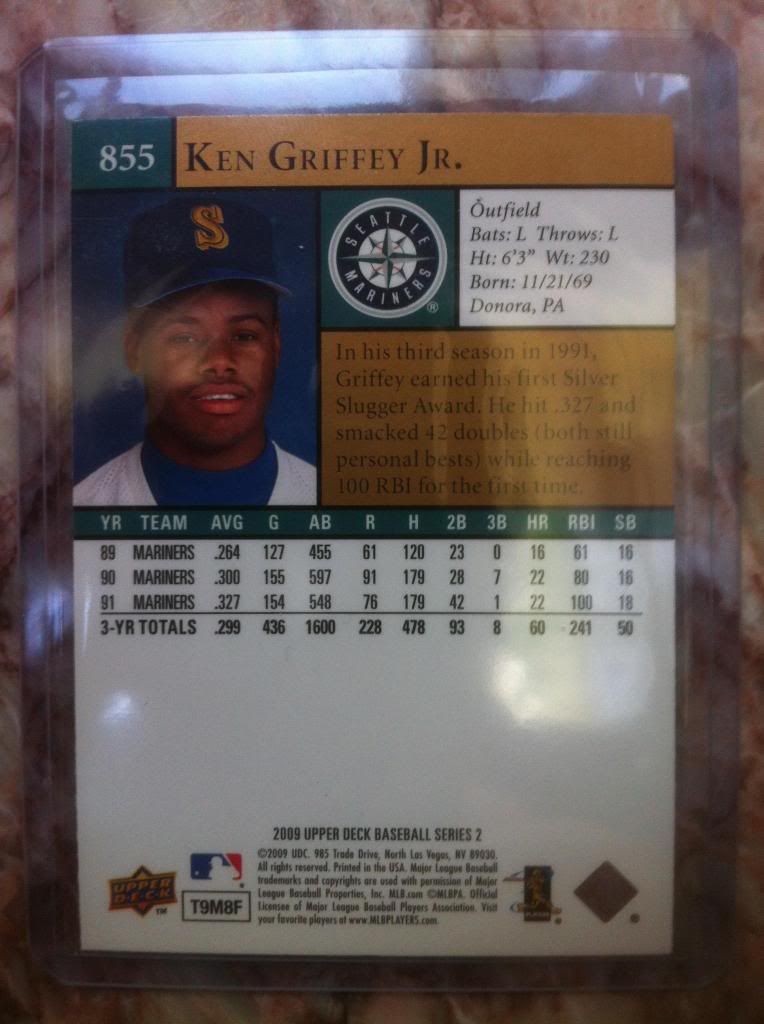 855 KEN GRIFFEY JR.
S
SEATTLE
MARINERS
®
Outfield
Bats: L Throws: L
Ht: 6'3" Wt: 230
Born: 11/21/69
Donora, PA
In his third season in 1991,
Griffey earned his first Silver
Slugger Award. He hit .327 and
smacked 42 doubles (both still
personal bests) while reaching
100 RBI for the first time.
YR TEAM AVG G AB R H 2B 3B HR RBI SB
89 MARINERS .264 127 455 61 120 23 0 16 61 16
90 MARINERS .300 155 597 91 179 28 7 22 80 16
91 MARINERS .327 154 548 76 179 42 1 22 100 18
3-YR TOTALS .299 436 1600 228 478 93 8 60 241 50
2009 UPPER DECK BASEBALL SERIES 2
©2009 UDC. 985 Trade Drive, North Las Vegas, NV 89030.
All rights reserved. Printed in the USA. Major League Baseball
trademarks and copyrights are used with permission of Major
League Baseball Properties, Inc. MLB.com ©MLBPA. Official
Licensee of Major League Baseball Players Association. Visit
your favorite players at www.MLBPLAYERS.com.
UPPER
DECK
™
T9M8F
PLAYERS
®